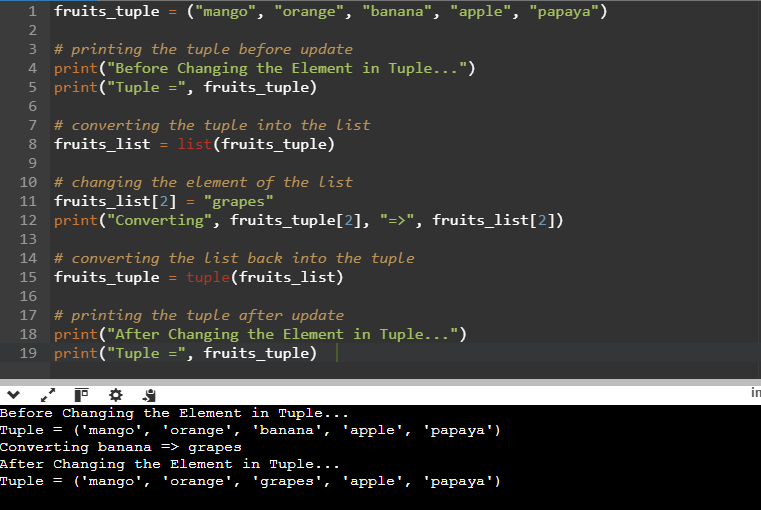 1 fruits_tuple = ("mango", "orange", "banana", "apple", "papaya")
2
3 # printing the tuple before update
4 print("Before Changing the Element in Tuple...")
5 print("Tuple =", fruits_tuple)
6
7 # converting the tuple into the list
8 fruits_list = list(fruits_tuple)
9
10 # changing the element of the list
11 fruits_list[2] = "grapes"
12 print("Converting", fruits_tuple[2], "=>", fruits_list[2])
13
14 # converting the list back into the tuple
15 fruits_tuple = tuple(fruits_list)
16
17 # printing the tuple after update
18 print("After Changing the Element in Tuple...")
19 print("Tuple =", fruits_tuple)
in
Before Changing the Element in Tuple...
Tuple = ('mango', 'orange', 'banana', 'apple', 'papaya')
Converting banana => grapes
After Changing the Element in Tuple...
Tuple = ('mango', 'orange', 'grapes', 'apple', 'papaya')